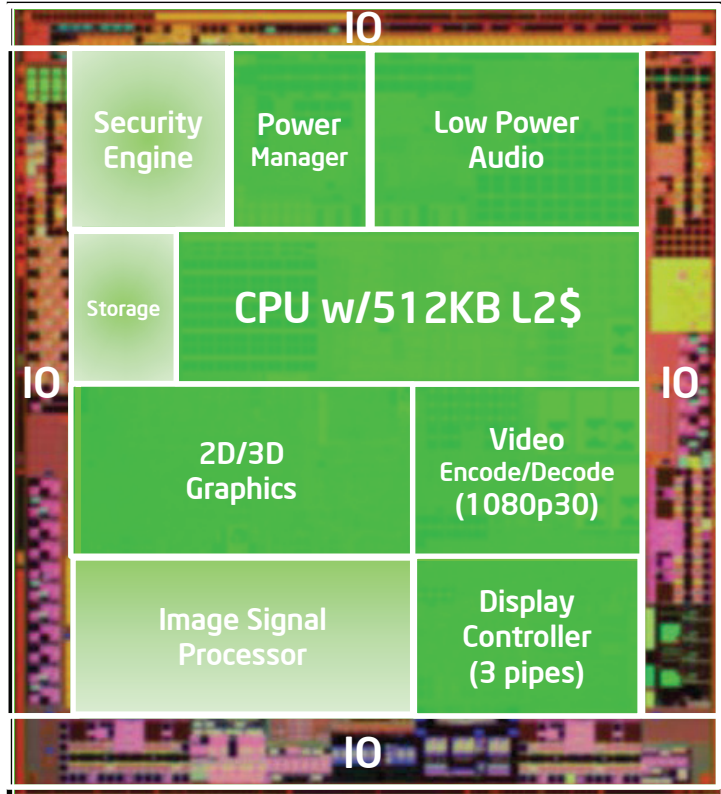 IO
Security
Engine
Power
Manager
Low Power
Audio
Storage
CPU w/512KB L2$
IO
IO
2D/3D
Graphics
Video
Encode/Decode
(1080p30)
Image Signal
Processor
Display
Controller
(3 pipes)
IO